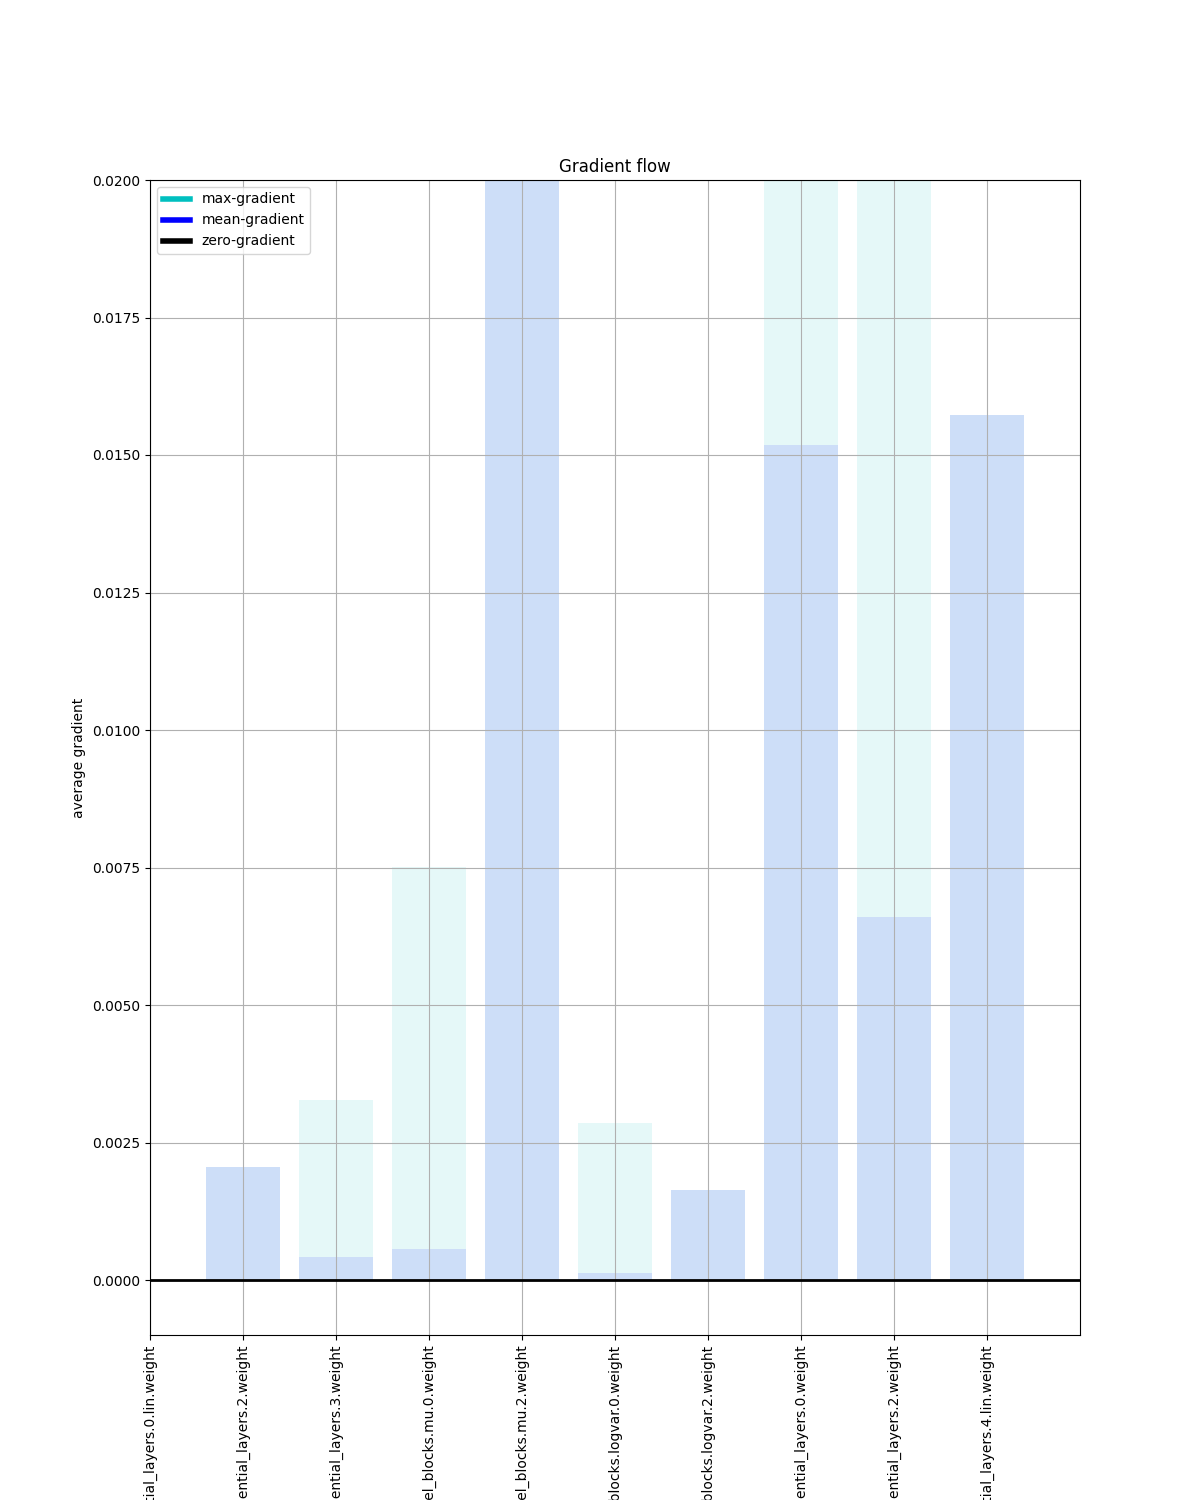 Gradient flow
max-gradient
mean-gradient
zero-gradient
0.0200
0.0175
0.0150
0.0125
0.0100
0.0075
0.0050
0.0025
0.0000
average gradient
tial_layers.0.lin.weight
ential_layers.2.weight
ential_layers.3.weight
el_blocks.mu.0.weight
el_blocks.mu.2.weight
blocks.logvar.0.weight
blocks.logvar.2.weight
ential_layers.0.weight
ential_layers.2.weight
tial_layers.4.lin.weight